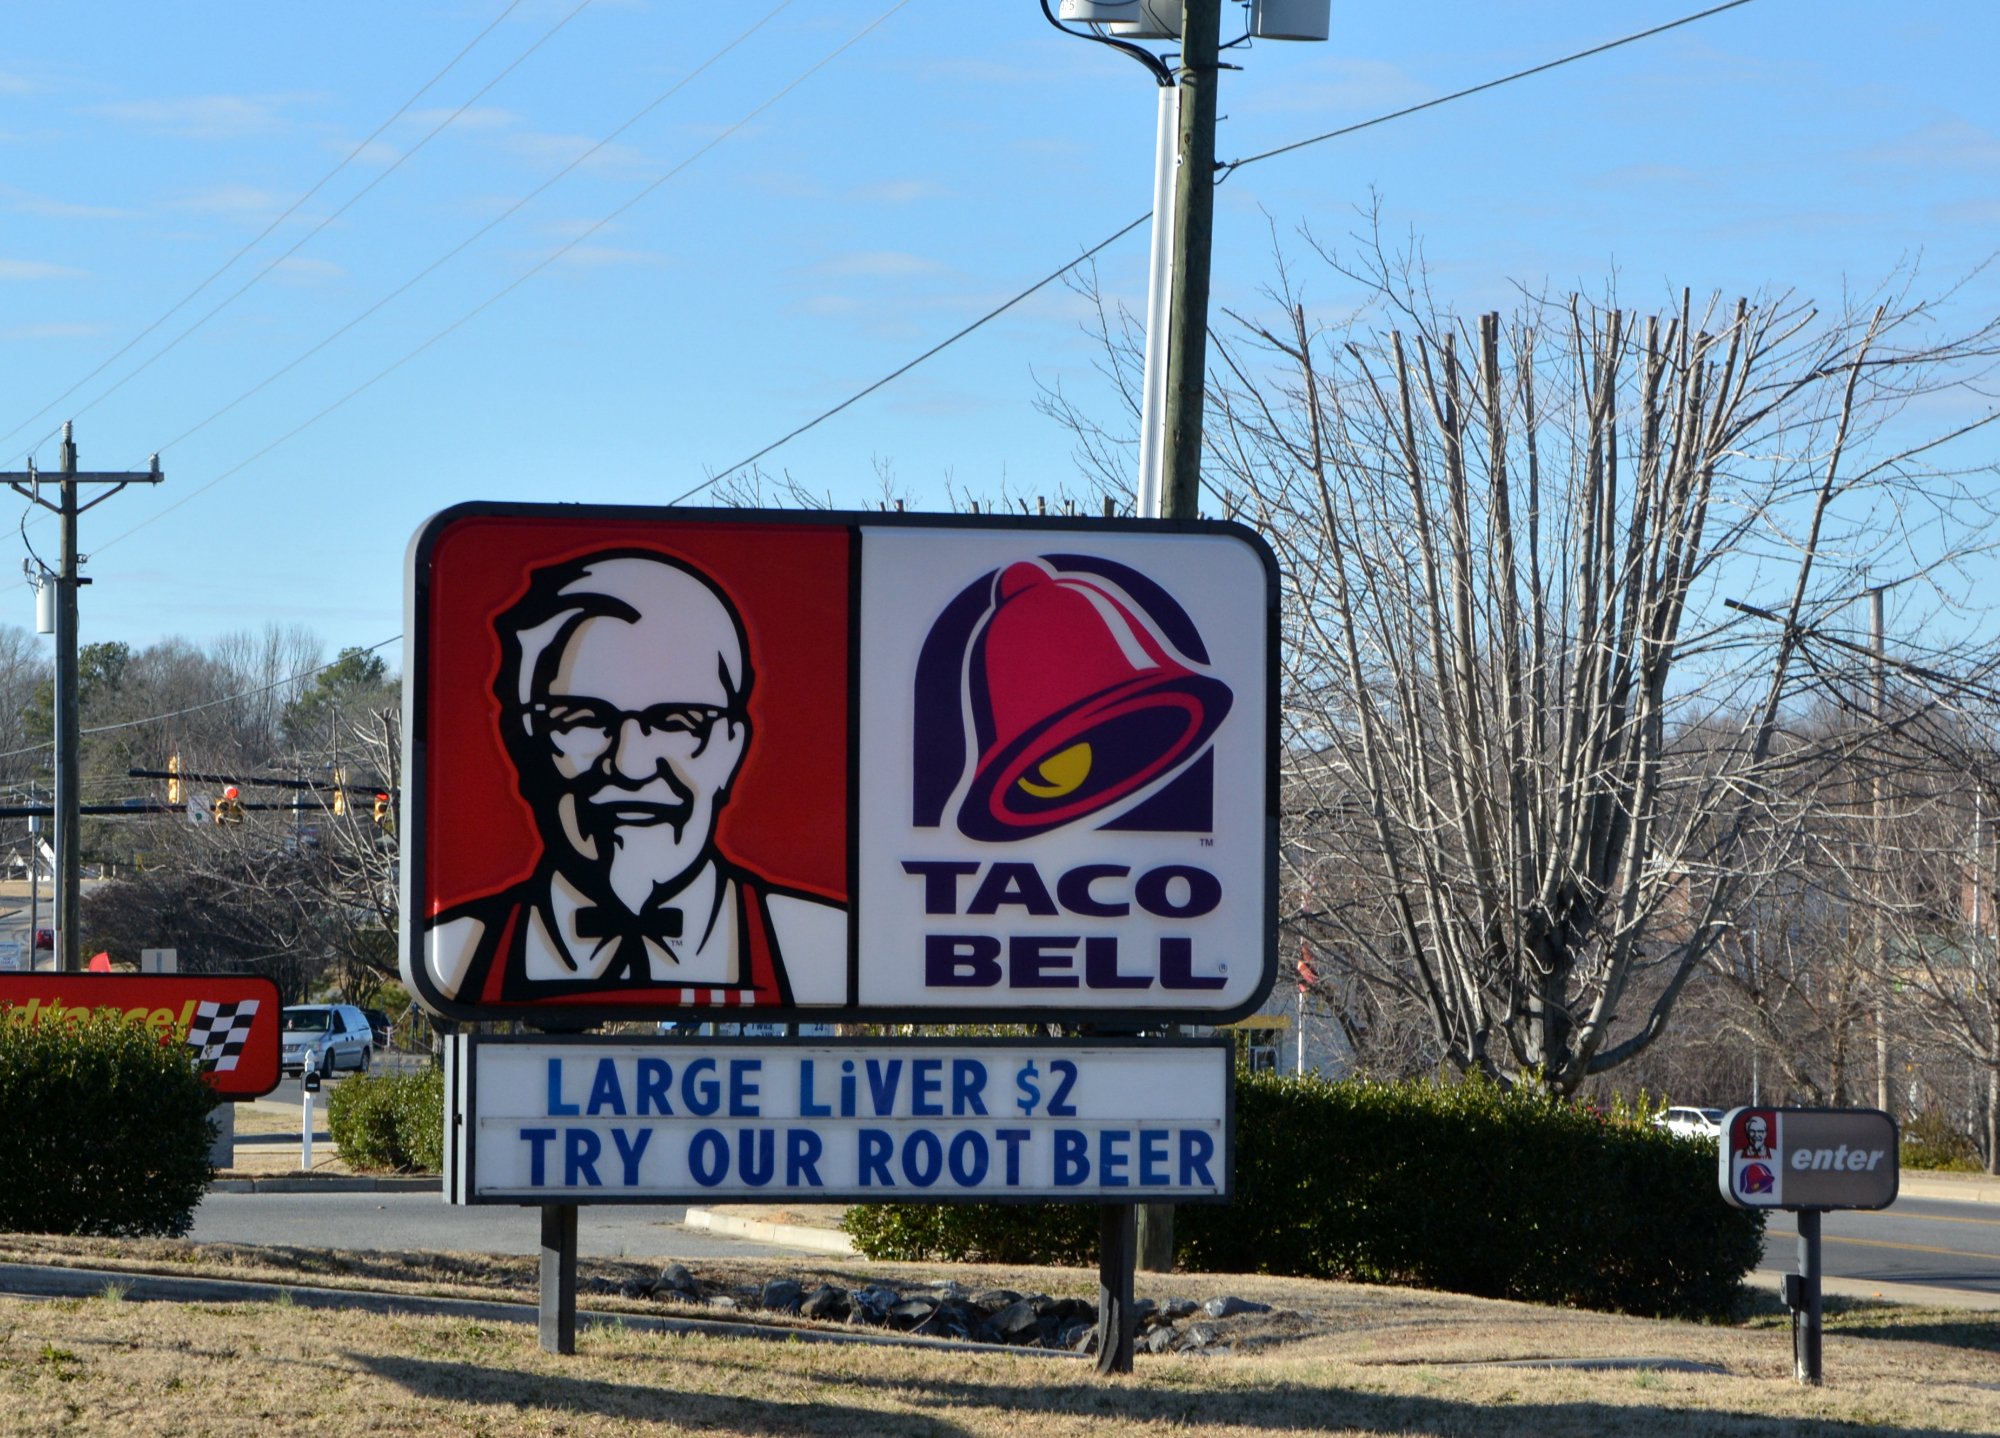 TACO
BELL
LARGE LiVER $2
TRY OUR ROOT BEER
enter